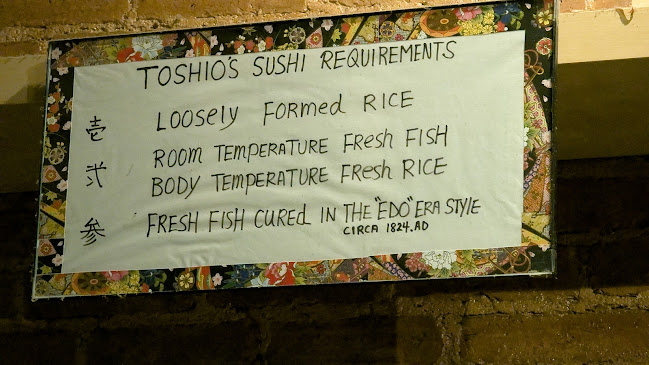 TOSHIO'S SUSHI REQUIREMENTS
壱 LOOSELY FORMED RICE
弐 ROOM TEMPERATURE FRESH FISH
BODY TEMPERATURE FRESH RICE
参 FRESH FISH CURED IN THE "EDO" ERA STYLE
CIRCA 1824.AD